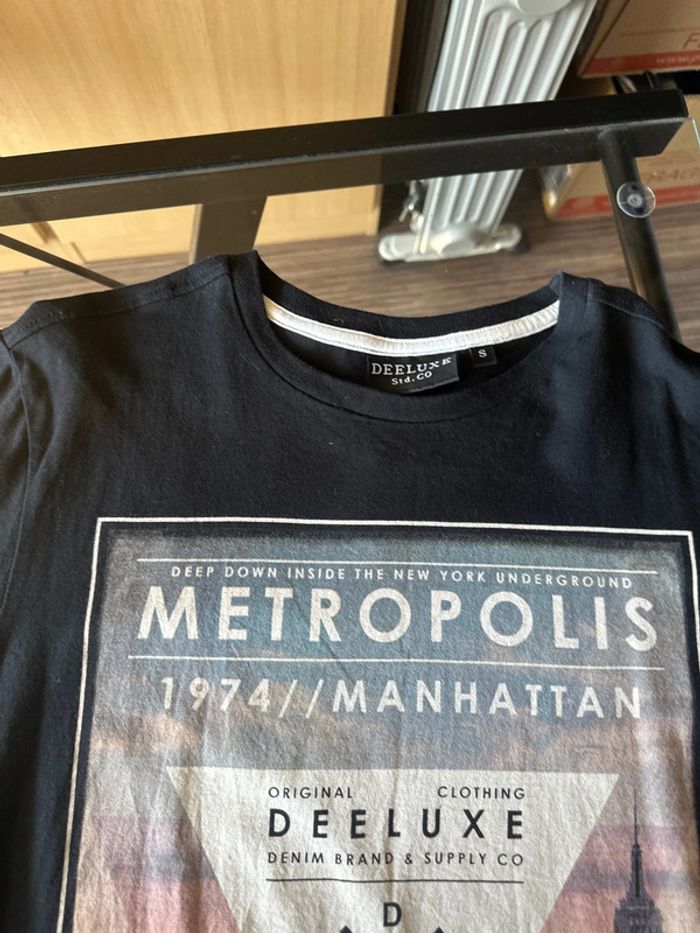 DEELUXE
Std.CO
S
DEEP DOWN INSIDE THE NEW YORK UNDERGROUND
METROPOLIS
1974//MANHATTAN
ORIGINAL CLOTHING
DEELUXE
DENIM BRAND & SUPPLY CO
D